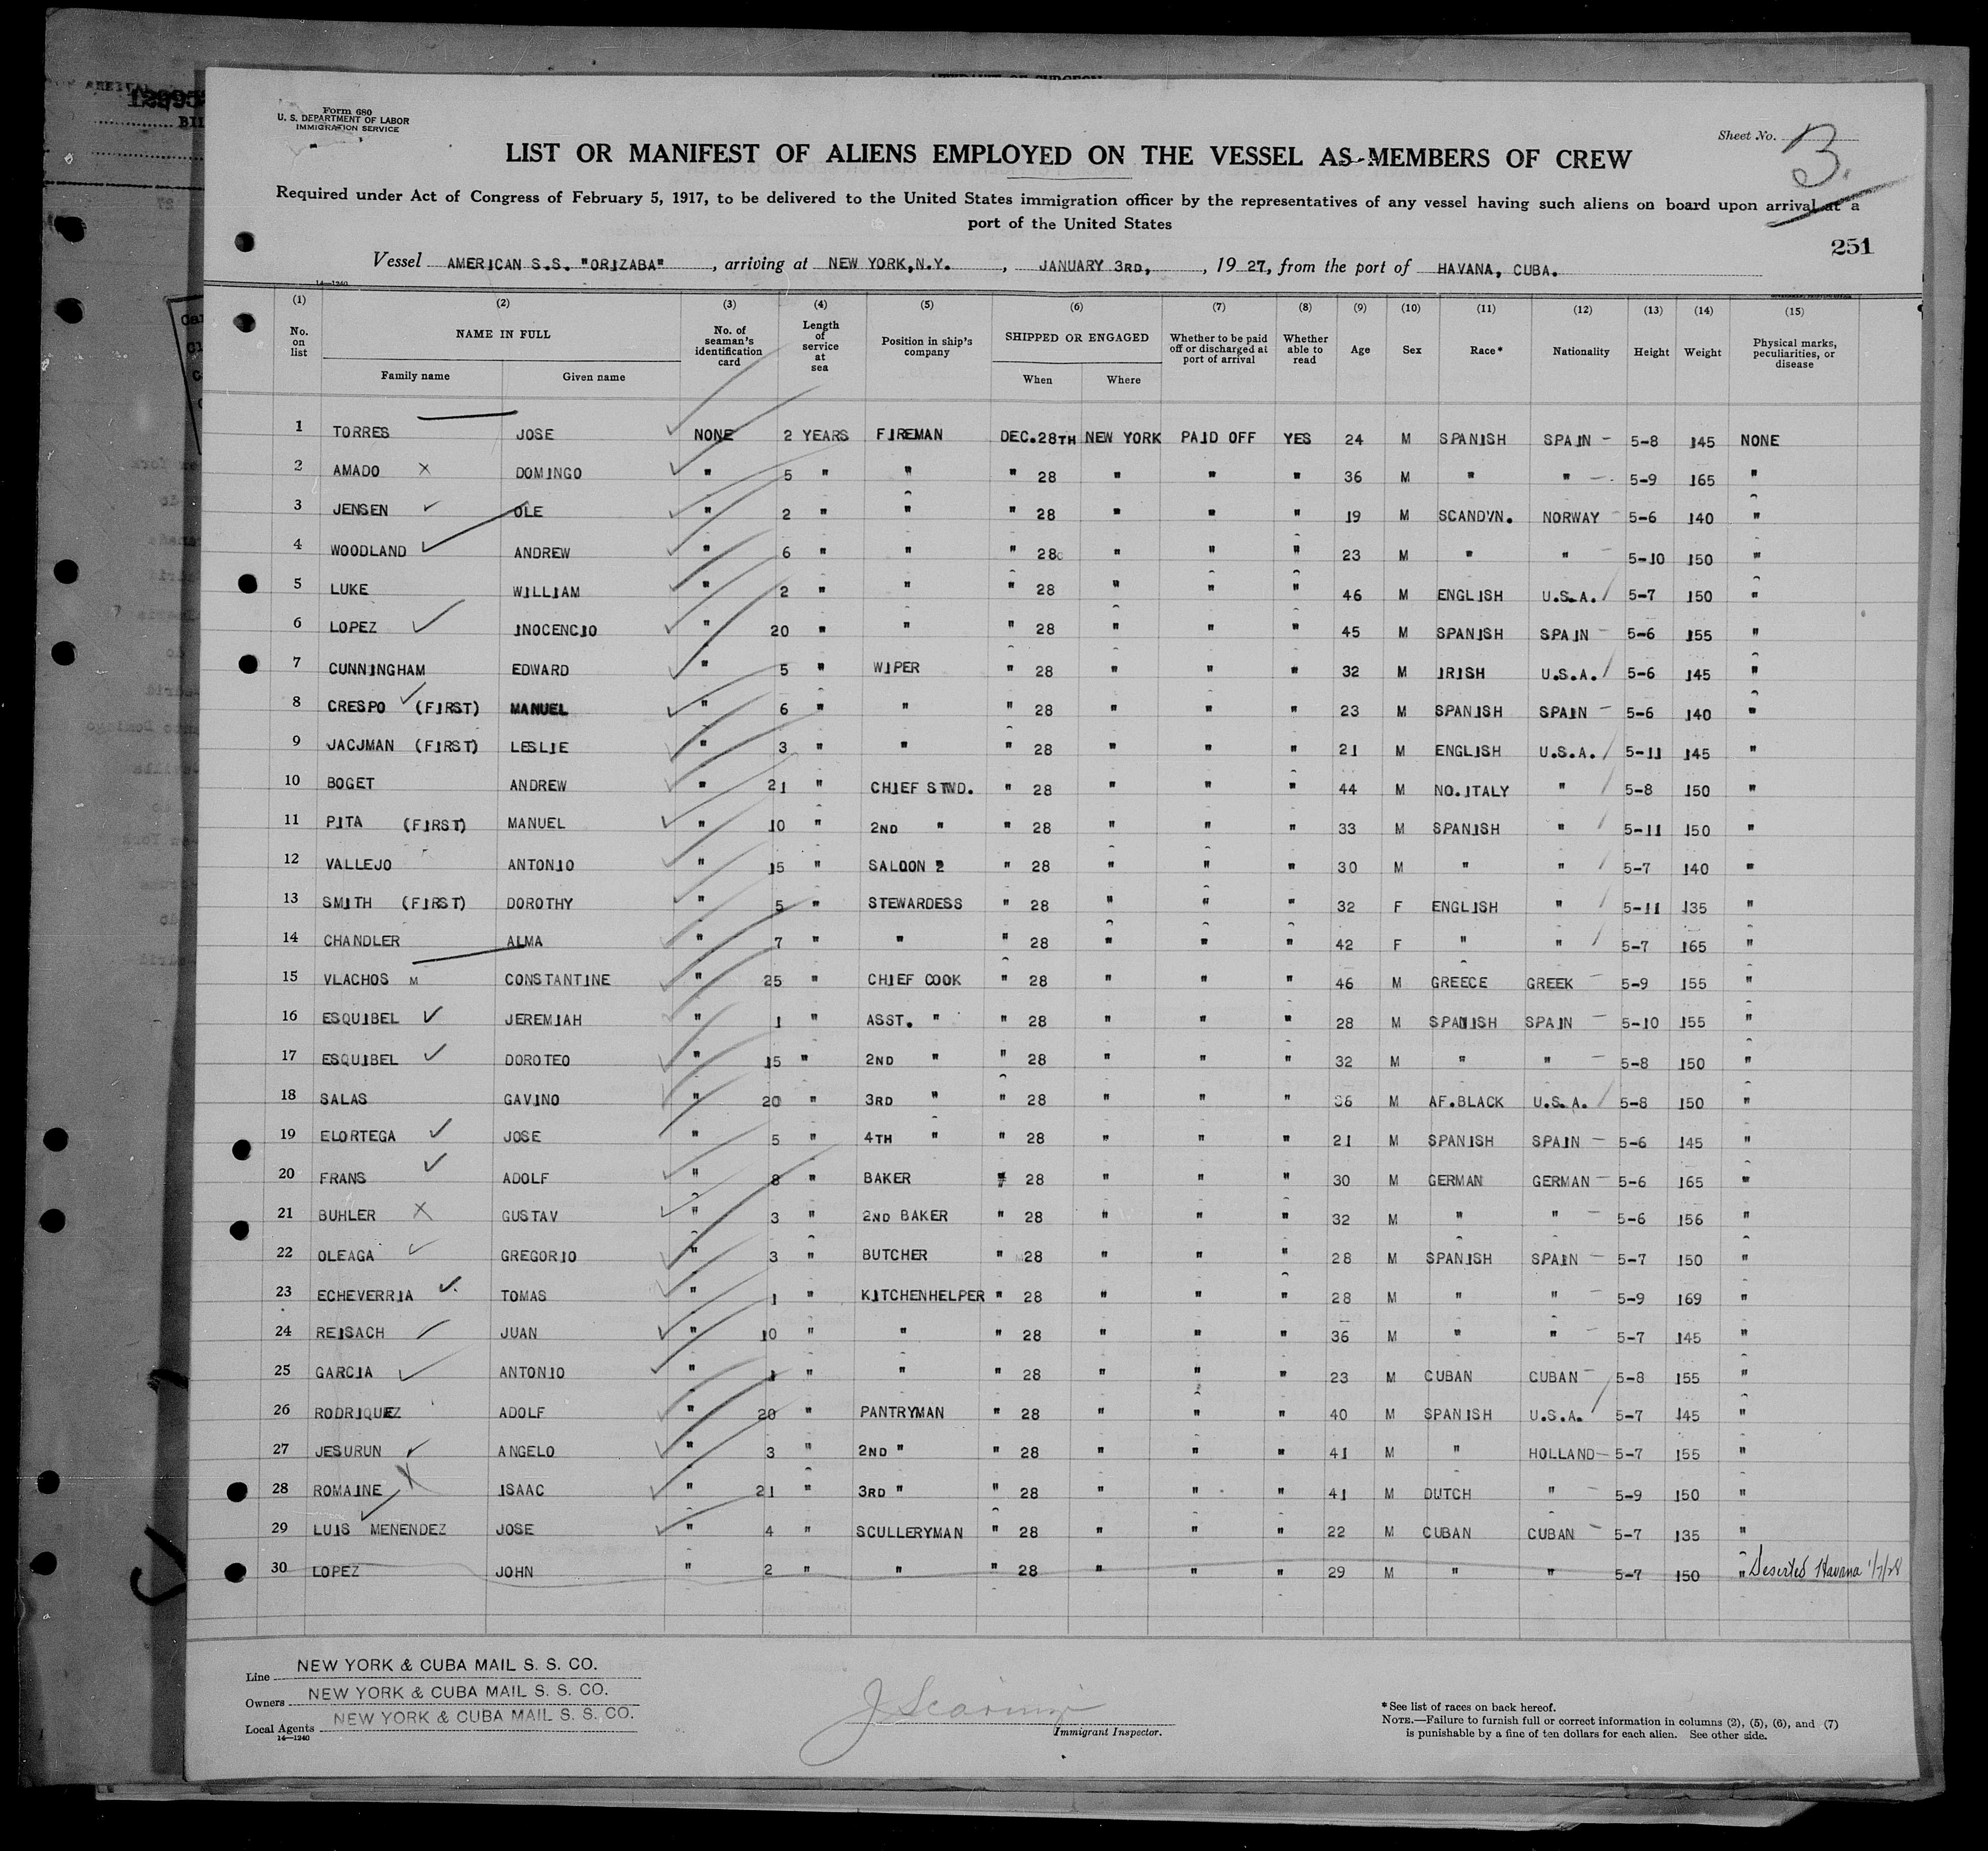 Form 680
U. S. DEPARTMENT OF LABOR
IMMIGRATION SERVICE
Sheet No. 3.
LIST OR MANIFEST OF ALIENS EMPLOYED ON THE VESSEL AS MEMBERS OF CREW
Required under Act of Congress of February 5, 1917, to be delivered to the United States immigration officer by the representatives of any vessel having such aliens on board upon arrival at a
port of the United States
251
Vessel AMERICAN S.S. "ORIZABA", arriving at NEW YORK,N.Y., JANUARY 3RD, , 19 27, from the port of HAVANA, CUBA.
14—1240
(1) (2) (3) (4) (5) (6) (7) (8) (9) (10) (11) (12) (13) (14) (15)
No. on list NAME IN FULL Family name Given name No. of seaman's identification card Length of service at sea Position in ship's company SHIPPED OR ENGAGED When Where Whether to be paid off or discharged at port of arrival Whether able to read Age Sex Race* Nationality Height Weight Physical marks, peculiarities, or disease
1 TORRES JOSE NONE 2 YEARS FIREMAN DEC.28TH NEW YORK PAID OFF YES 24 M SPANISH SPAIN — 5-8 145 NONE
2 AMADO X DOMINGO " 5 " " " 28 " " " 36 M " " — 5-9 165 "
3 JENSEN ✓ OLE " 2 " " " 28 " " " 19 M SCANDVN. NORWAY — 5-6 140 "
4 WOODLAND ✓ ANDREW " 6 " " " 28 " " " 23 M " " — 5-10 150 "
5 LUKE WILLIAM " 2 " " " 28 " " " 46 M ENGLISH U.S.A. / 5-7 150 "
6 LOPEZ ✓ INOCENCIO " 20 " " " 28 " " " 45 M SPANISH SPAIN — 5-6 155 "
7 CUNNINGHAM EDWARD " 5 " WIPER " 28 " " " 32 M IRISH U.S.A. / 5-6 145 "
8 CRESPO ✓ (FIRST) MANUEL " 6 " " " 28 " " " 23 M SPANISH SPAIN — 5-6 140 "
9 JACJMAN (FIRST) LESLIE " 3 " " " 28 " " " 21 M ENGLISH U.S.A. / 5-11 145 "
10 BOGET ANDREW " 21 " CHIEF STWD. " 28 " " " 44 M NO.ITALY " / 5-8 150 "
11 PITA (FIRST) MANUEL " 10 " 2ND " " 28 " " " 33 M SPANISH " / 5-11 150 "
12 VALLEJO ANTONIO " 15 " SALOON 2 " 28 " " " 30 M " " / 5-7 140 "
13 SMITH (FIRST) DOROTHY " 5 " STEWARDESS " 28 " " " 32 F ENGLISH " / 5-11 135 "
14 CHANDLER ALMA " 7 " " " 28 " " " 42 F " " / 5-7 165 "
15 VLACHOS M CONSTANTINE " 25 " CHIEF COOK " 28 " " " 46 M GREECE GREEK — 5-9 155 "
16 ESQUIBEL ✓ JEREMIAH " 1 " ASST. " " 28 " " " 28 M SPANISH SPAIN — 5-10 155 "
17 ESQUIBEL ✓ DOROTEO " 15 " 2ND " " 28 " " " 32 M " " — 5-8 150 "
18 SALAS GAVINO " 20 " 3RD " " 28 " " " M AF.BLACK U.S.A. / 5-8 150 "
19 ELORTEGA ✓ JOSE " 5 " 4TH " " 28 " " " 21 M SPANISH SPAIN — 5-6 145 "
20 FRANS ✓ ADOLF " 8 " BAKER " 28 " " " 30 M GERMAN GERMAN — 5-6 165 "
21 BUHLER X GUSTAV " 3 " 2ND BAKER " 28 " " " 32 M " " — 5-6 156 "
22 OLEAGA ✓ GREGORIO " 3 " BUTCHER " 28 " " " 28 M SPANISH SPAIN — 5-7 150 "
23 ECHEVERRIA ✓ TOMAS " 1 " KITCHENHELPER " 28 " " " 28 M " " — 5-9 169 "
24 REISACH ✓ JUAN " 10 " " " 28 " " " 36 M " " — 5-7 145 "
25 GARCIA ✓ ANTONIO " 1 " " " 28 " " " 23 M CUBAN CUBAN — 5-8 155 "
26 RODRIQUEZ ADOLF " 20 " PANTRYMAN " 28 " " " 40 M SPANISH U.S.A. / 5-7 145 "
27 JESURUN ✓ ANGELO " 3 " 2ND " " 28 " " " 41 M " HOLLAND — 5-7 155 "
28 ROMAINE X ISAAC " 21 " 3RD " " 28 " " " 41 M DUTCH " — 5-9 150 "
29 LUIS MENENDEZ JOSE " 4 " SCULLERYMAN " 28 " " " 22 M CUBAN CUBAN — 5-7 135 "
30 LOPEZ JOHN " 2 " " " 28 " " " 29 M " " 5-7 150 " Deserted Havana 1/1/28
Line NEW YORK & CUBA MAIL S. S. CO.
Owners NEW YORK & CUBA MAIL S. S. CO.
Local Agents NEW YORK & CUBA MAIL S. S. CO.
14—1240
Immigrant Inspector.
*See list of races on back hereof.
NOTE.—Failure to furnish full or correct information in columns (2), (5), (6), and (7)
is punishable by a fine of ten dollars for each alien. See other side.